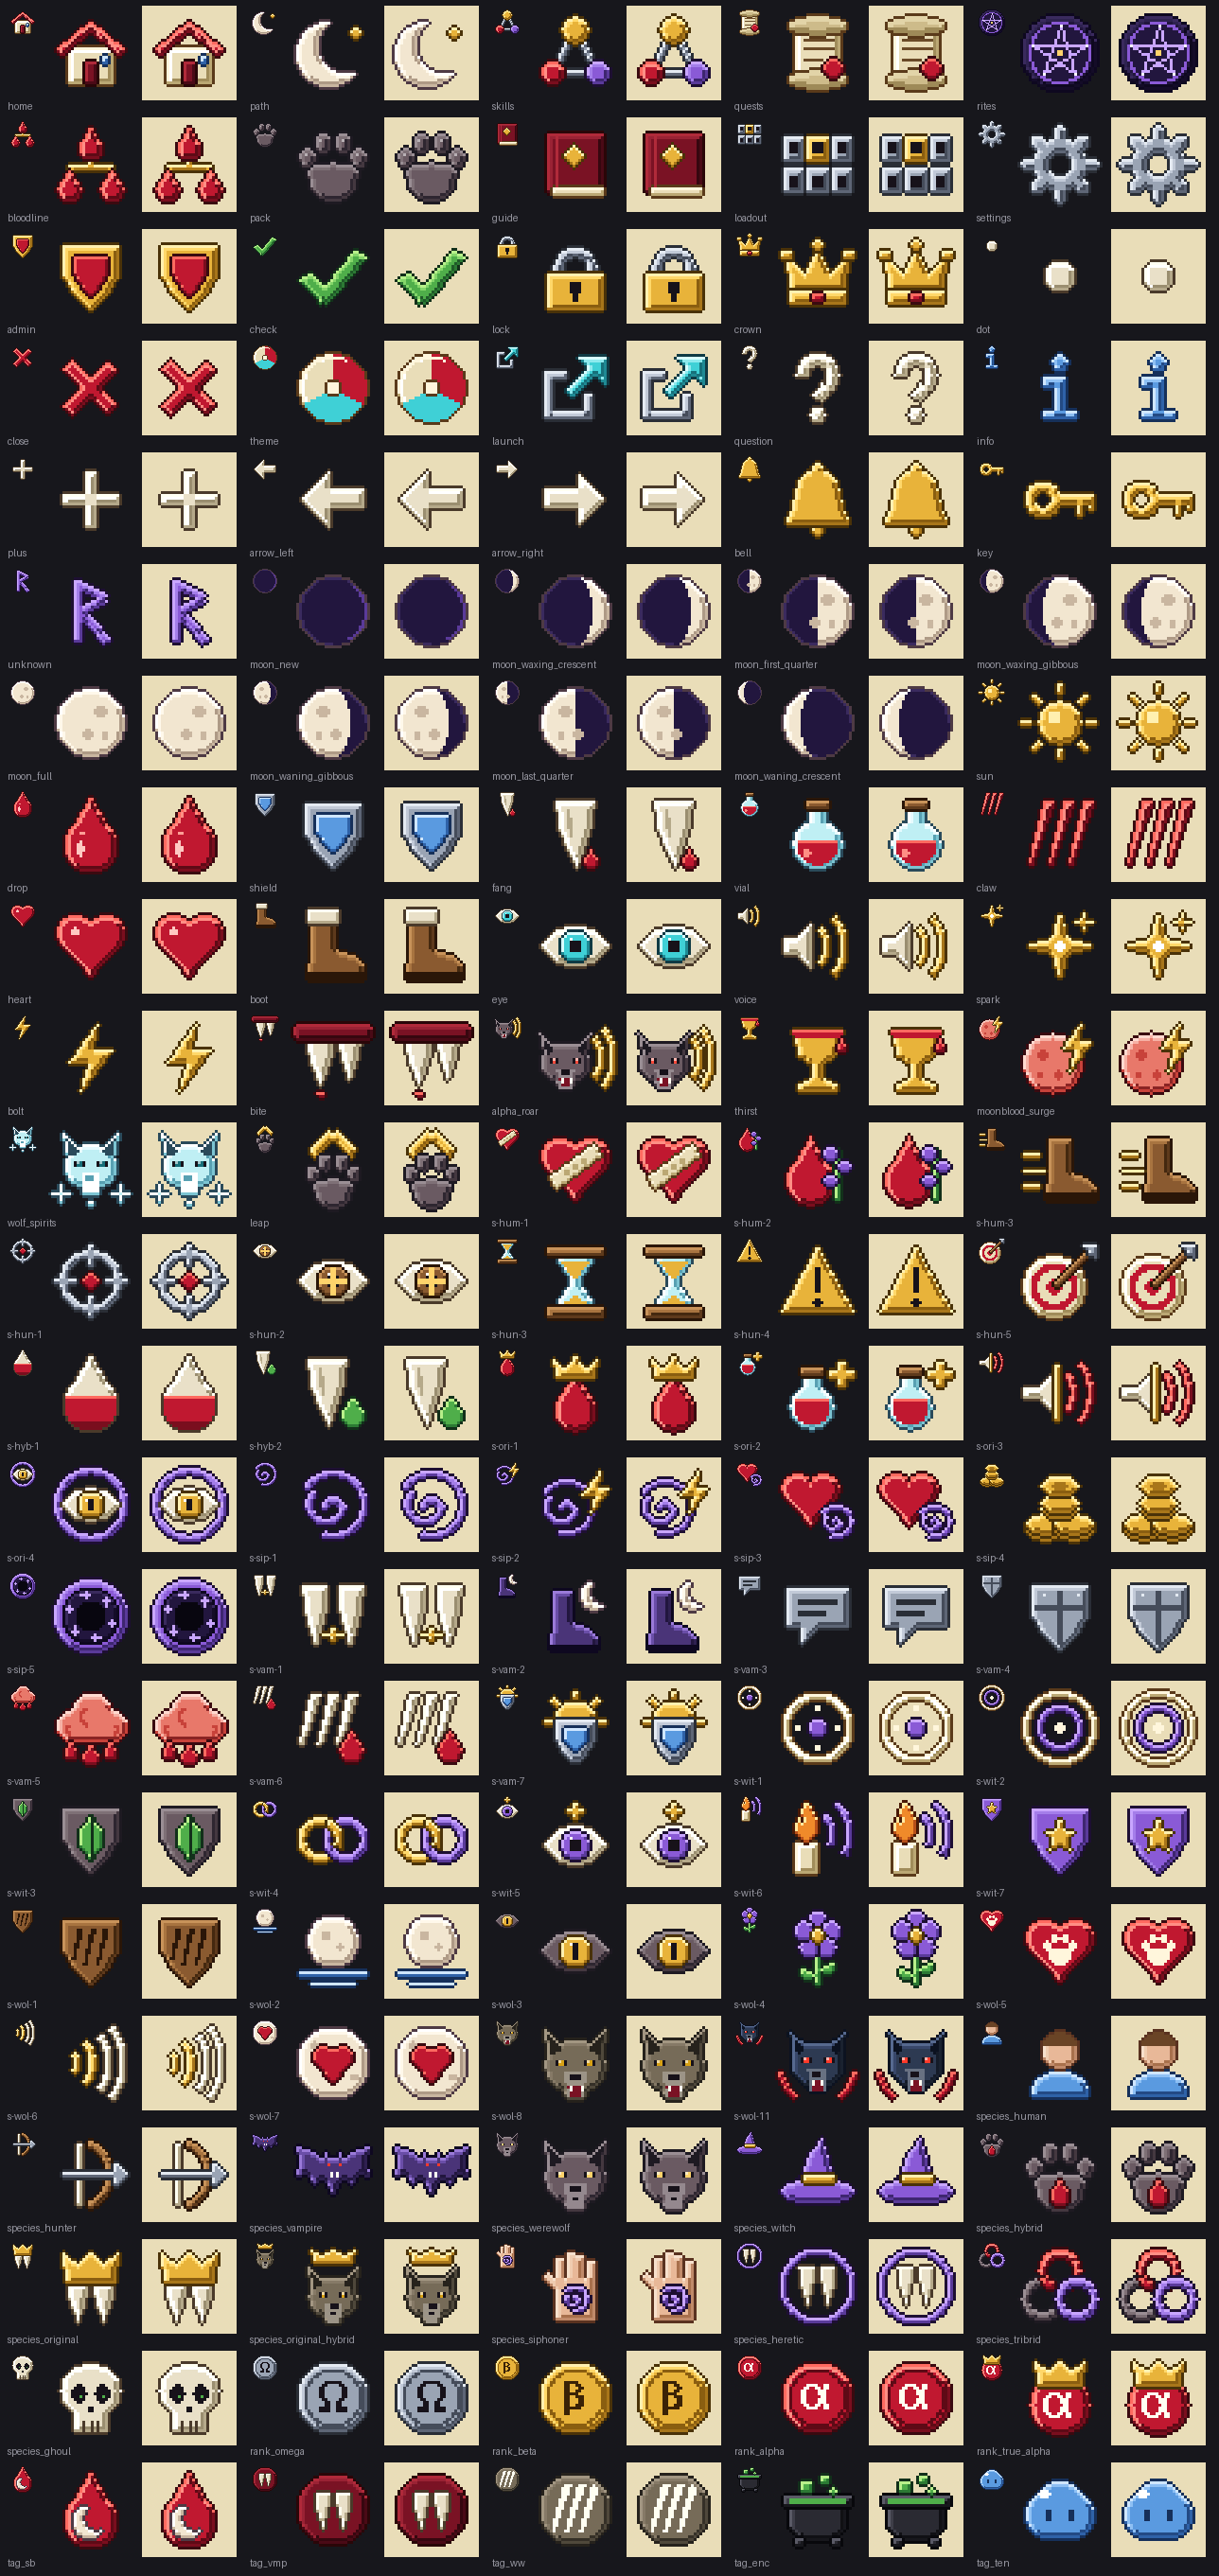 home path skills quests rites
bloodline pack guide loadout settings
admin check lock crown dot
close theme launch question info
plus arrow_left arrow_right bell key
unknown moon_new moon_waxing_crescent moon_first_quarter moon_waxing_gibbous
moon_full moon_waning_gibbous moon_last_quarter moon_waning_crescent sun
drop shield fang vial claw
heart boot eye voice spark
bolt bite alpha_roar thirst moonblood_surge
wolf_spirits leap s-hum-1 s-hum-2 s-hum-3
s-hun-1 s-hun-2 s-hun-3 s-hun-4 s-hun-5
s-hyb-1 s-hyb-2 s-ori-1 s-ori-2 s-ori-3
s-ori-4 s-sip-1 s-sip-2 s-sip-3 s-sip-4
s-sip-5 s-vam-1 s-vam-2 s-vam-3 s-vam-4
s-vam-5 s-vam-6 s-vam-7 s-wit-1 s-wit-2
s-wit-3 s-wit-4 s-wit-5 s-wit-6 s-wit-7
s-wol-1 s-wol-2 s-wol-3 s-wol-4 s-wol-5
s-wol-6 s-wol-7 s-wol-8 s-wol-11 species_human
species_hunter species_vampire species_werewolf species_witch species_hybrid
species_original species_original_hybrid species_siphoner species_heretic species_tribrid
Ω Ω Ω β β β α α α α α α
species_ghoul rank_omega rank_beta rank_alpha rank_true_alpha
tag_sb tag_vmp tag_ww tag_enc tag_ten